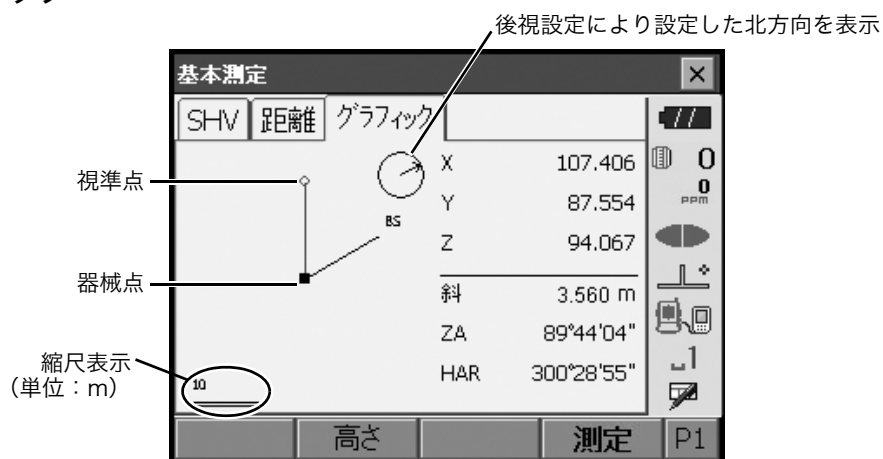 後視設定により設定した北方向を表示
基本測定
SHV 距離 グラフィック
視準点
器械点
縮尺表示
（単位：m）
BS
10
X 107.406
Y 87.554
Z 94.067
斜 3.560 m
ZA 89°44'04"
HAR 300°28'55"
0
0
PPM
1
高さ 測定 P1